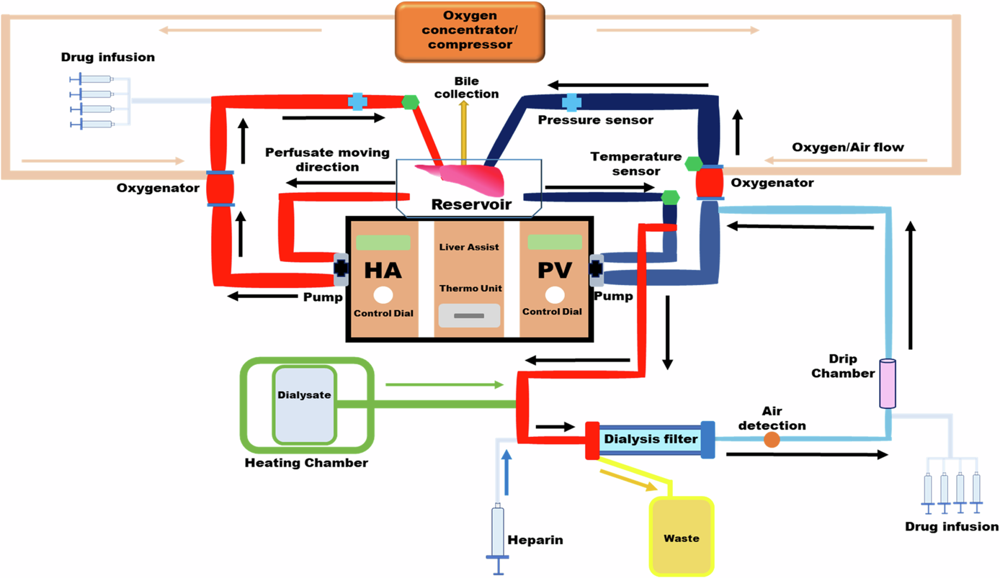 Oxygen
concentrator/
compressor
Drug infusion
Bile
collection
Pressure sensor
Perfusate moving
direction
Temperature
sensor
Oxygen/Air flow
Oxygenator
Oxygenator
Reservoir
Liver Assist
HA
PV
Thermo Unit
Pump
Pump
Control Dial
Control Dial
Drip
Chamber
Dialysate
Air
detection
Dialysis filter
Heating Chamber
Heparin
Waste
Drug infusion